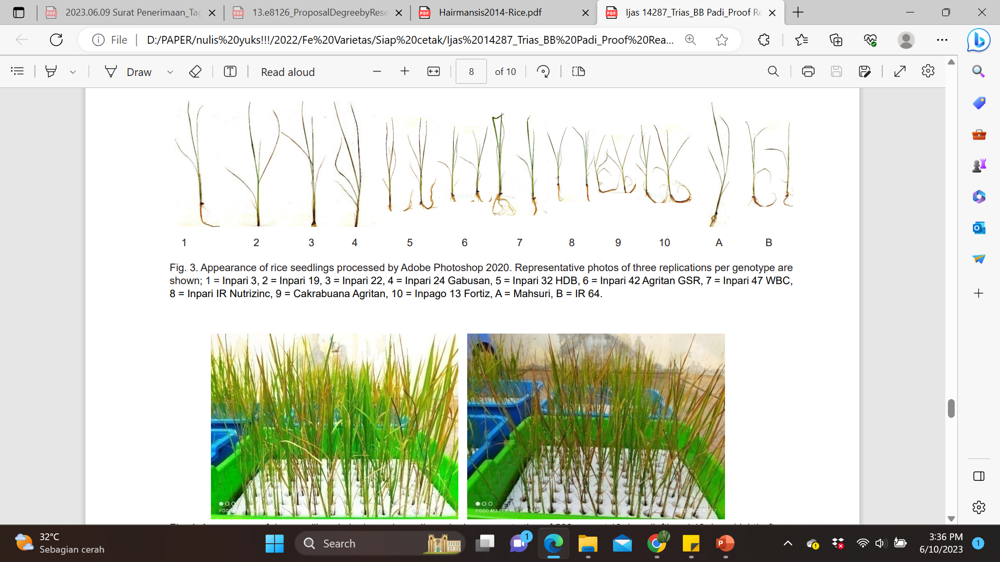 2023.06.09 Surat Penerimaan_Tag
13.e8126_ProposalDegreebyRese
Hairmansis2014-Rice.pdf
Ijas 14287_Trias_BB Padi_Proof Re
File
D:/PAPER/nulis%20yuks!!!/2022/Fe%20Varietas/Siap%20cetak/Ijas%2014287_Trias_BB%20Padi_Proof%20Rea...
Draw
Read aloud
8
of 10
1 2 3 4 5 6 7 8 9 10 A B
Fig. 3. Appearance of rice seedlings processed by Adobe Photoshop 2020. Representative photos of three replications per genotype are
shown; 1 = Inpari 3, 2 = Inpari 19, 3 = Inpari 22, 4 = Inpari 24 Gabusan, 5 = Inpari 32 HDB, 6 = Inpari 42 Agritan GSR, 7 = Inpari 47 WBC,
8 = Inpari IR Nutrizinc, 9 = Cakrabuana Agritan, 10 = Inpago 13 Fortiz, A = Mahsuri, B = IR 64.
32°C
Sebagian cerah
Search
1
3:36 PM
6/10/2023
1